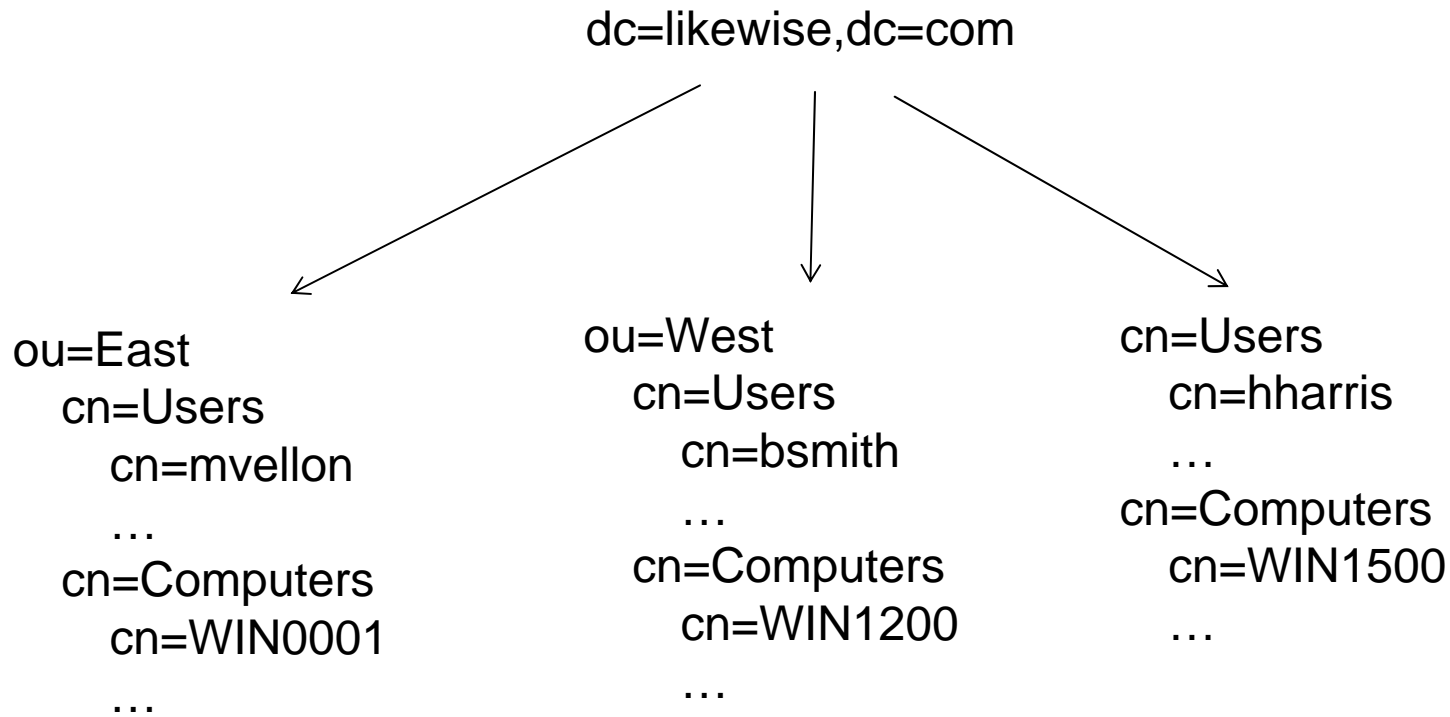 dc=likewise,dc=com
ou=East
cn=Users
cn=mvellon
…
cn=Computers
cn=WIN0001
…
ou=West
cn=Users
cn=bsmith
…
cn=Computers
cn=WIN1200
…
cn=Users
cn=hharris
…
cn=Computers
cn=WIN1500
…